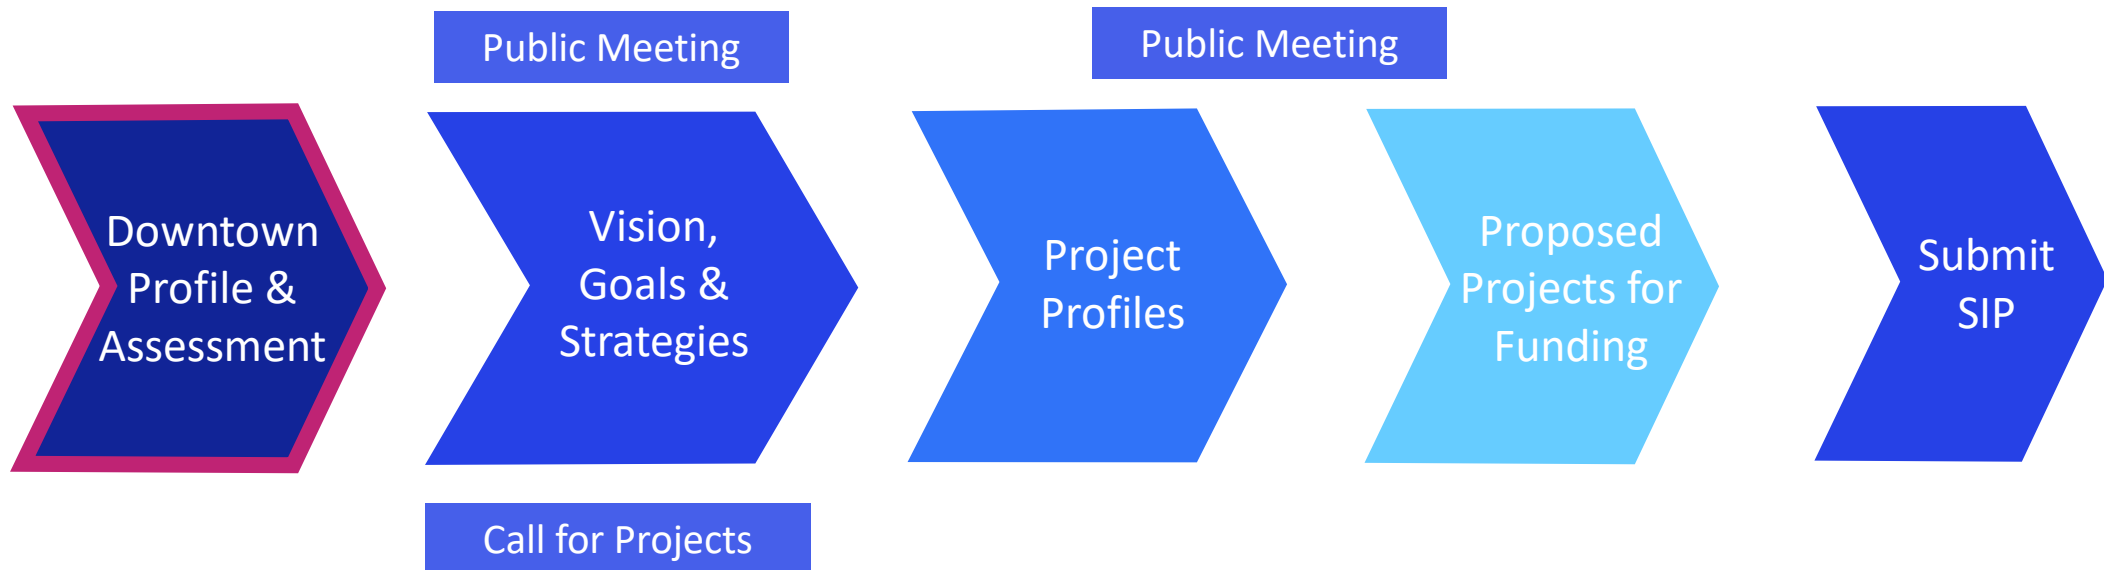 Public Meeting
Public Meeting
Downtown
Profile &
Assessment
Vision,
Goals &
Strategies
Project
Profiles
Proposed
Projects for
Funding
Submit
SIP
Call for Projects